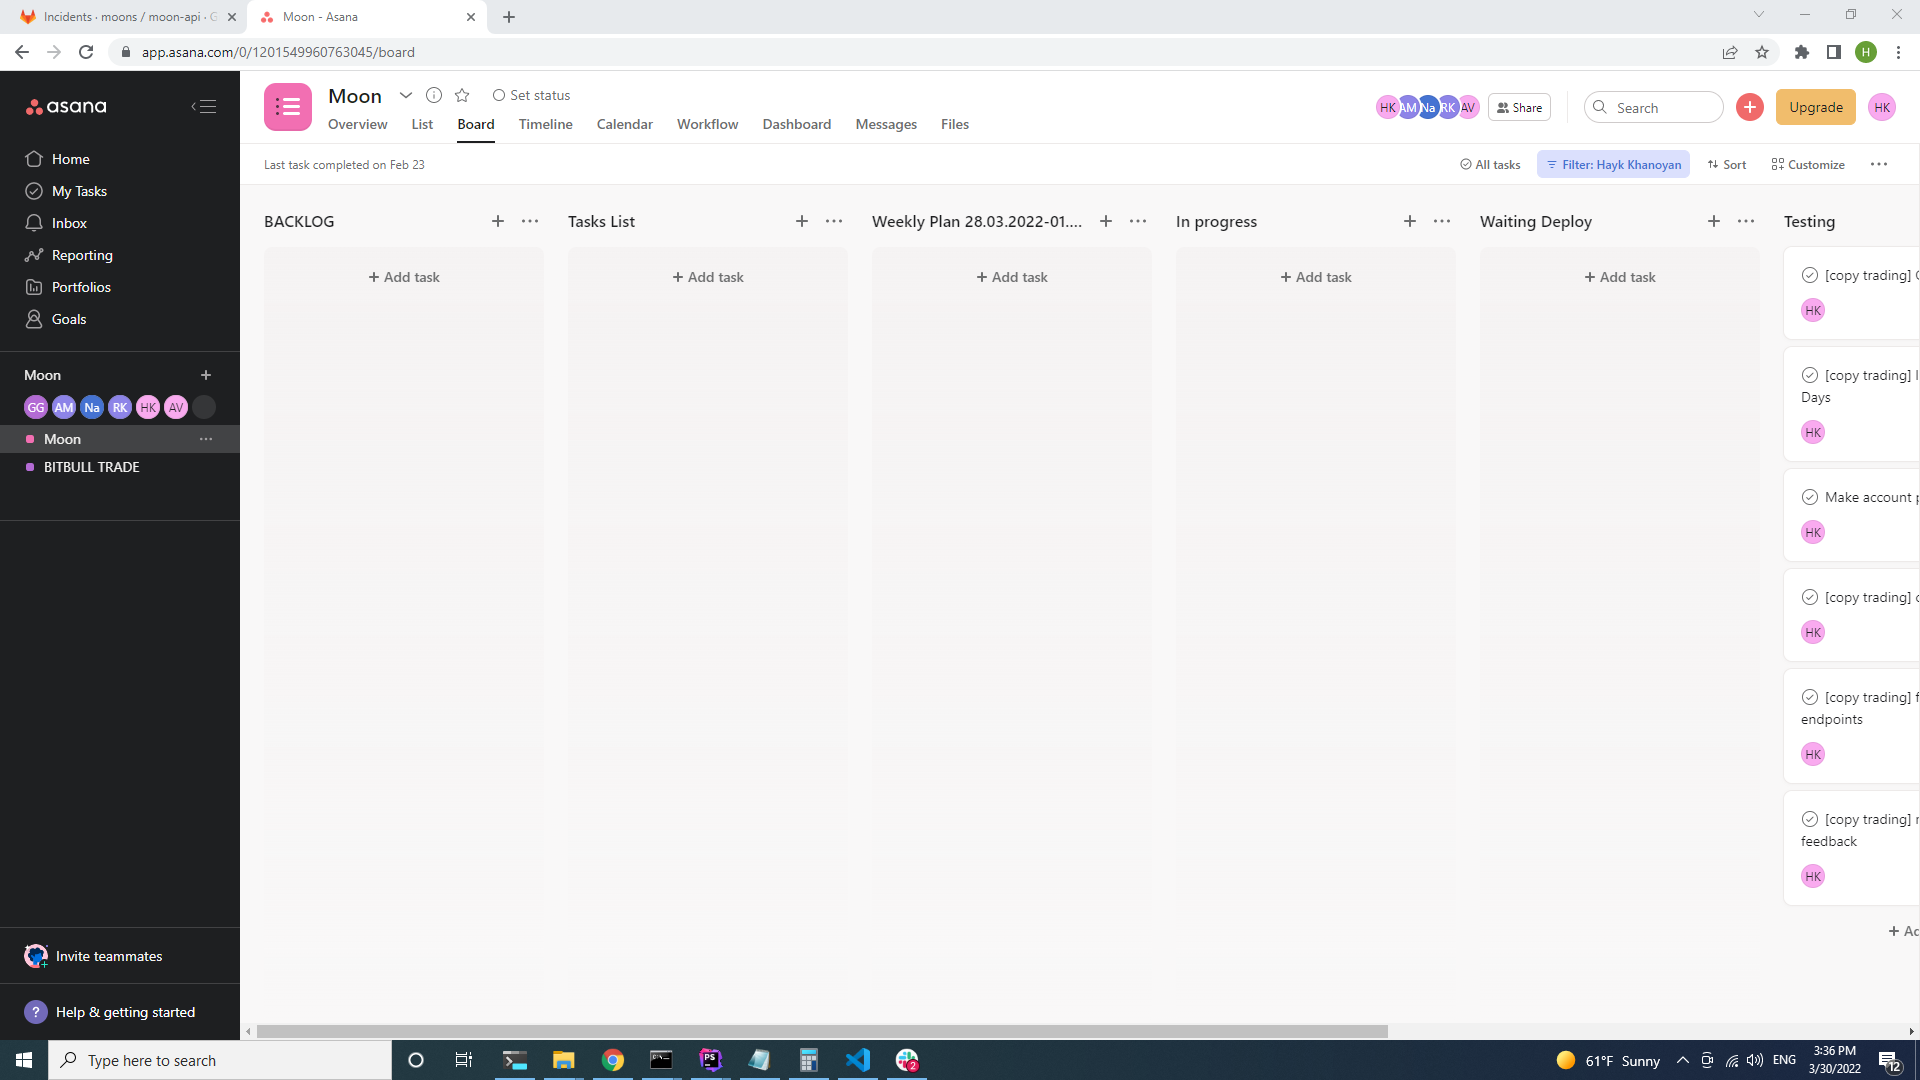 Incidents · moons / moon-api ·
Moon - Asana
app.asana.com/0/1201549960763045/board
H
asana
Home
My Tasks
Inbox
Reporting
Portfolios
Goals
Moon
GG AM Na RK HK AV
Moon
BITBULL TRADE
Invite teammates
? Help & getting started
Moon
Set status
Overview List Board Timeline Calendar Workflow Dashboard Messages Files
HK AM Na RK AV
Share
Search
Upgrade
HK
Last task completed on Feb 23
All tasks
Filter: Hayk Khanoyan
Sort
Customize
BACKLOG
+ Add task
Tasks List
+ Add task
Weekly Plan 28.03.2022-01....
+ Add task
In progress
+ Add task
Waiting Deploy
+ Add task
Testing
[copy trading]
HK
[copy trading]
Days
HK
Make account
HK
[copy trading]
HK
[copy trading]
endpoints
HK
[copy trading]
feedback
HK
Type here to search
PS
2
61°F Sunny
ENG
3:36 PM
3/30/2022
12